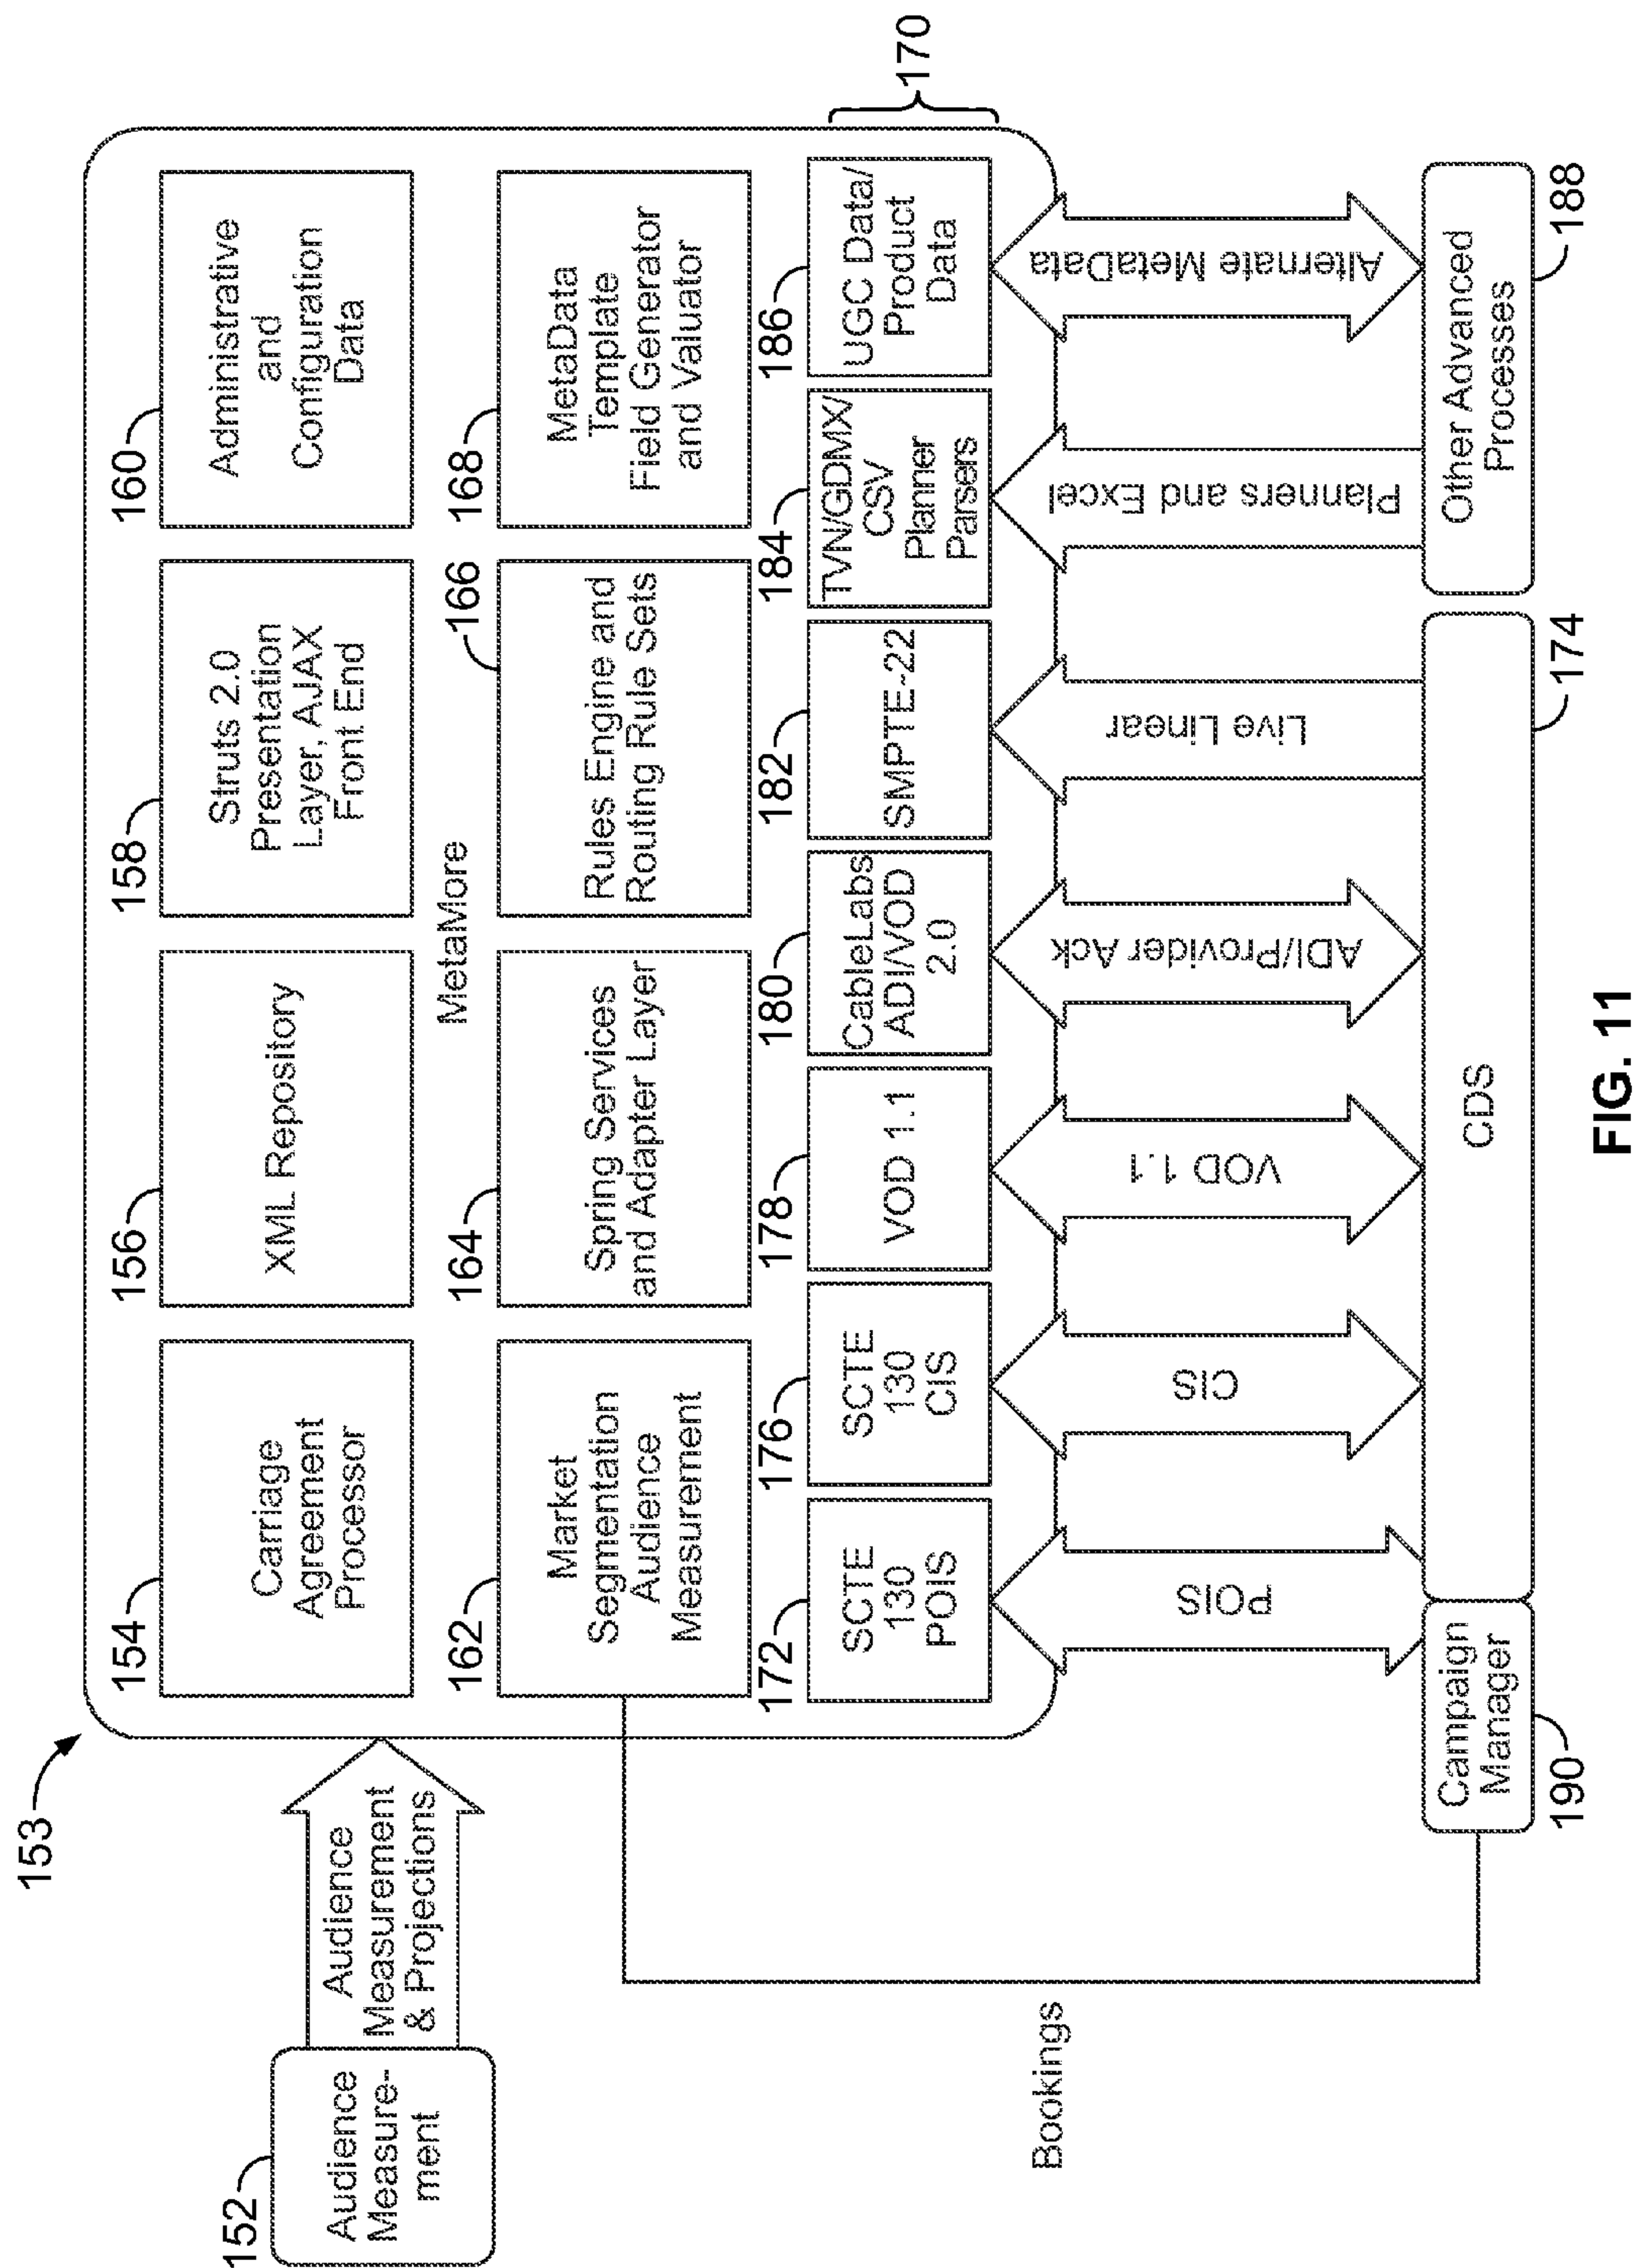 153
152
Audience
Measure-
ment
Audience
Measurement
& Projections
154
Carriage
Agreement
Processor
156
XML Repository
158
Struts 2.0
Presentation
Layer, AJAX
Front End
160
Administrative
and
Configuration
Data
MetaMore
162
Market
Segmentation
Audience
Measurement
164
Spring Services
and Adapter Layer
166
Rules Engine and
Routing Rule Sets
168
MetaData
Template
Field Generator
and Valuator
172
SCTE
130
POIS
176
SCTE
130
CIS
178
VOD 1.1
180
CableLabs
ADI/VOD
2.0
182
SMPTE-22
184
TVN/GDMX/
CSV
Planner
Parsers
186
UGC Data/
Product
Data
170
Bookings
POIS
CIS
VOD 1.1
ADI/Provider Ack
Live Linear
Planners and Excel
Alternate MetaData
Campaign
Manager
190
CDS
174
Other Advanced
Processes
188
FIG. 11